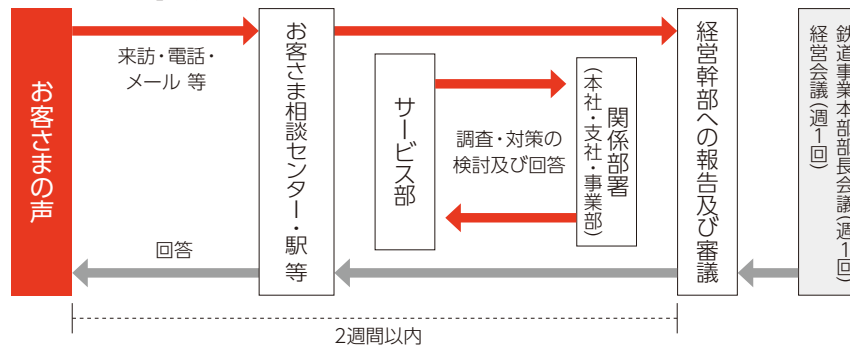 お客さまの声
来訪・電話・
メール 等
回答
お客さま相談センター・駅 等
サービス部
調査・対策の
検討及び回答
関係部署
(本社・支社・事業部)
経営幹部への報告及び審議
鉄道事業本部部長会議(週1回)
経営会議(週1回)
2週間以内